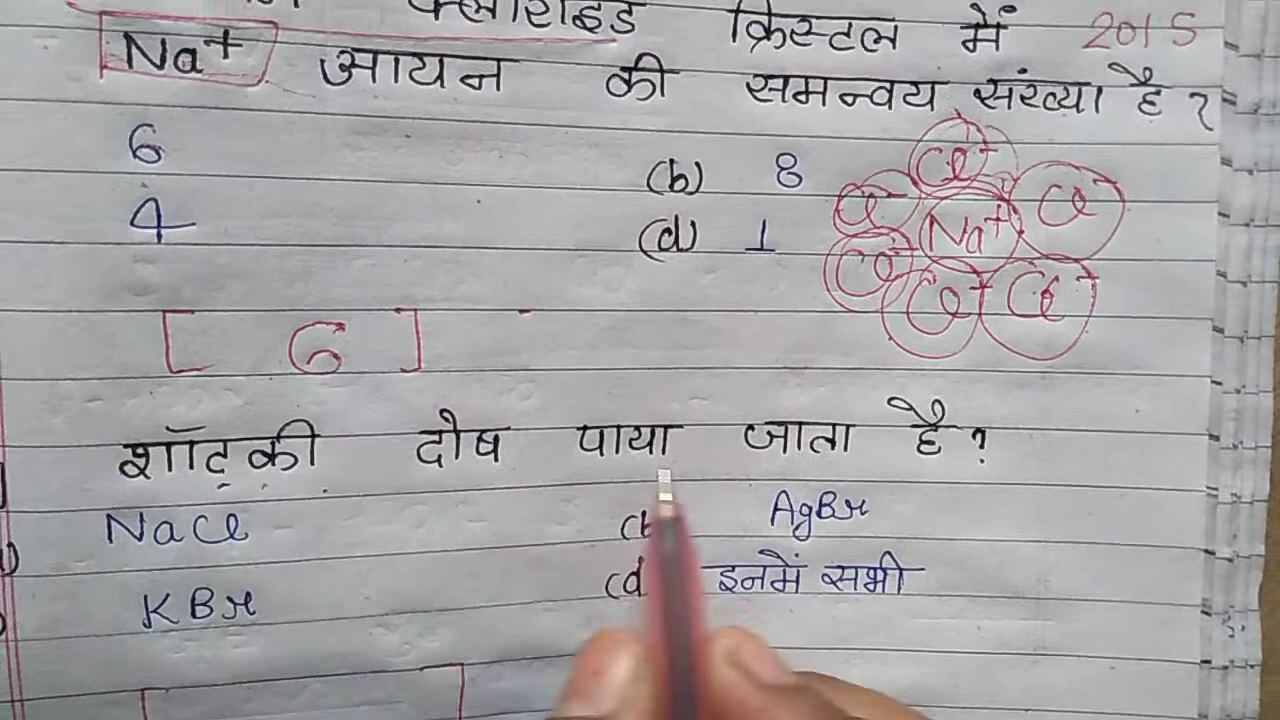 क्लोराइड क्रिस्टल में 2015
Na+ आयन की समन्वय संख्या है ?
6 (b) 8
4 (d) 1
Cl- Cl- Cl- Na+ Cl- Cl- Cl-
[ 6 ]
शॉट्की दोष पाया जाता है ?
NaCl (b AgBr
KBr (d इनमें सभी